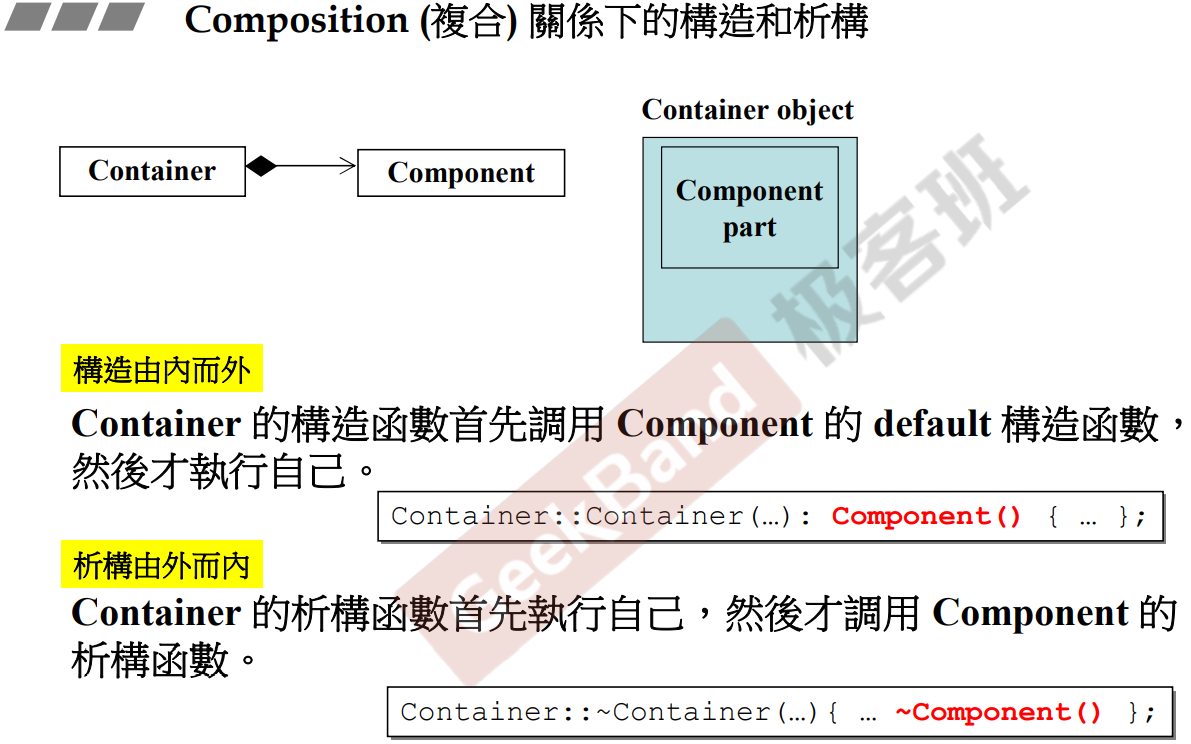 Composition (複合) 關係下的構造和析構
Container object
Container
Component
Component
part
極客班
構造由內而外
Container 的構造函數首先調用 Component 的 default 構造函數，
然後才執行自己。
Container::Container(…): Component() { … };
GeekBand
析構由外而內
Container 的析構函數首先執行自己，然後才調用 Component 的
析構函數。
Container::~Container(…){ … ~Component() };